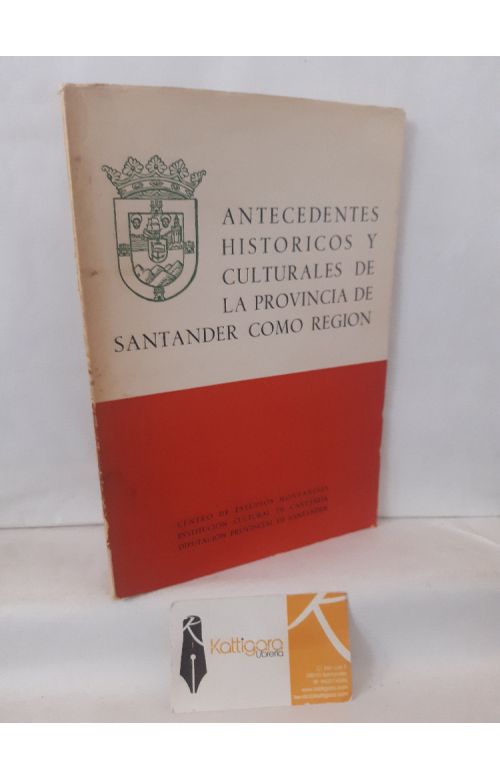 ANTECEDENTES
HISTORICOS Y
CULTURALES DE
LA PROVINCIA DE
SANTANDER COMO REGION
CENTRO DE ESTUDIOS MONTAÑESES
INSTITUCION CULTURAL DE CANTABRIA
DIPUTACION PROVINCIAL DE SANTANDER
Kattigara
Librería